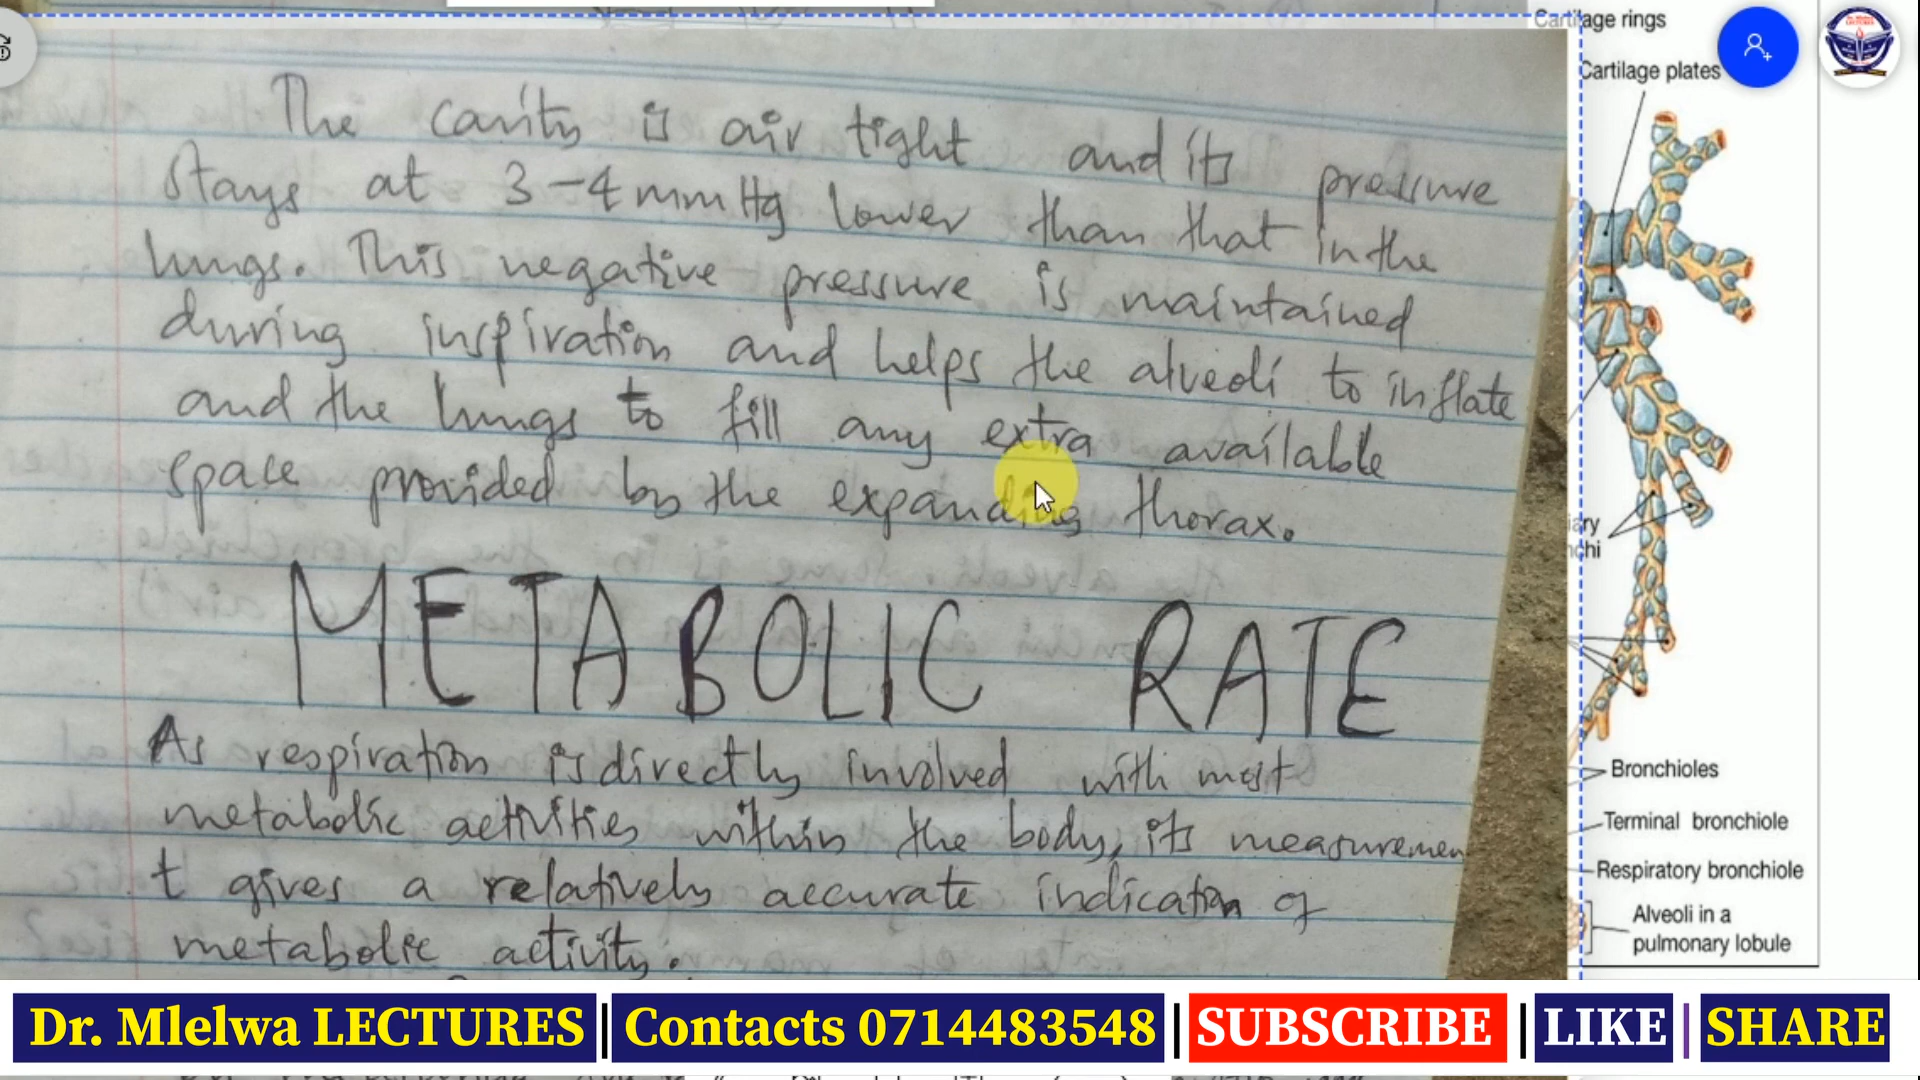 The cavity is air tight and its pressure
stays at 3-4mmHg lower than that in the
lungs. This negative pressure is maintained
during inspiration and helps the alveoli to inflate
and the lungs to fill any extra available
space provided by the expanding thorax.
METABOLIC RATE
As respiration is directly involved with most
metabolic activities within the body, its measuremen
t gives a relatively accurate indication of
metabolic activity.
Cartilage rings
Cartilage plates
Bronchioles
Terminal bronchiole
Respiratory bronchiole
Alveoli in a
pulmonary lobule
Dr. Mlelwa LECTURES | Contacts 0714483548 | SUBSCRIBE | LIKE | SHARE